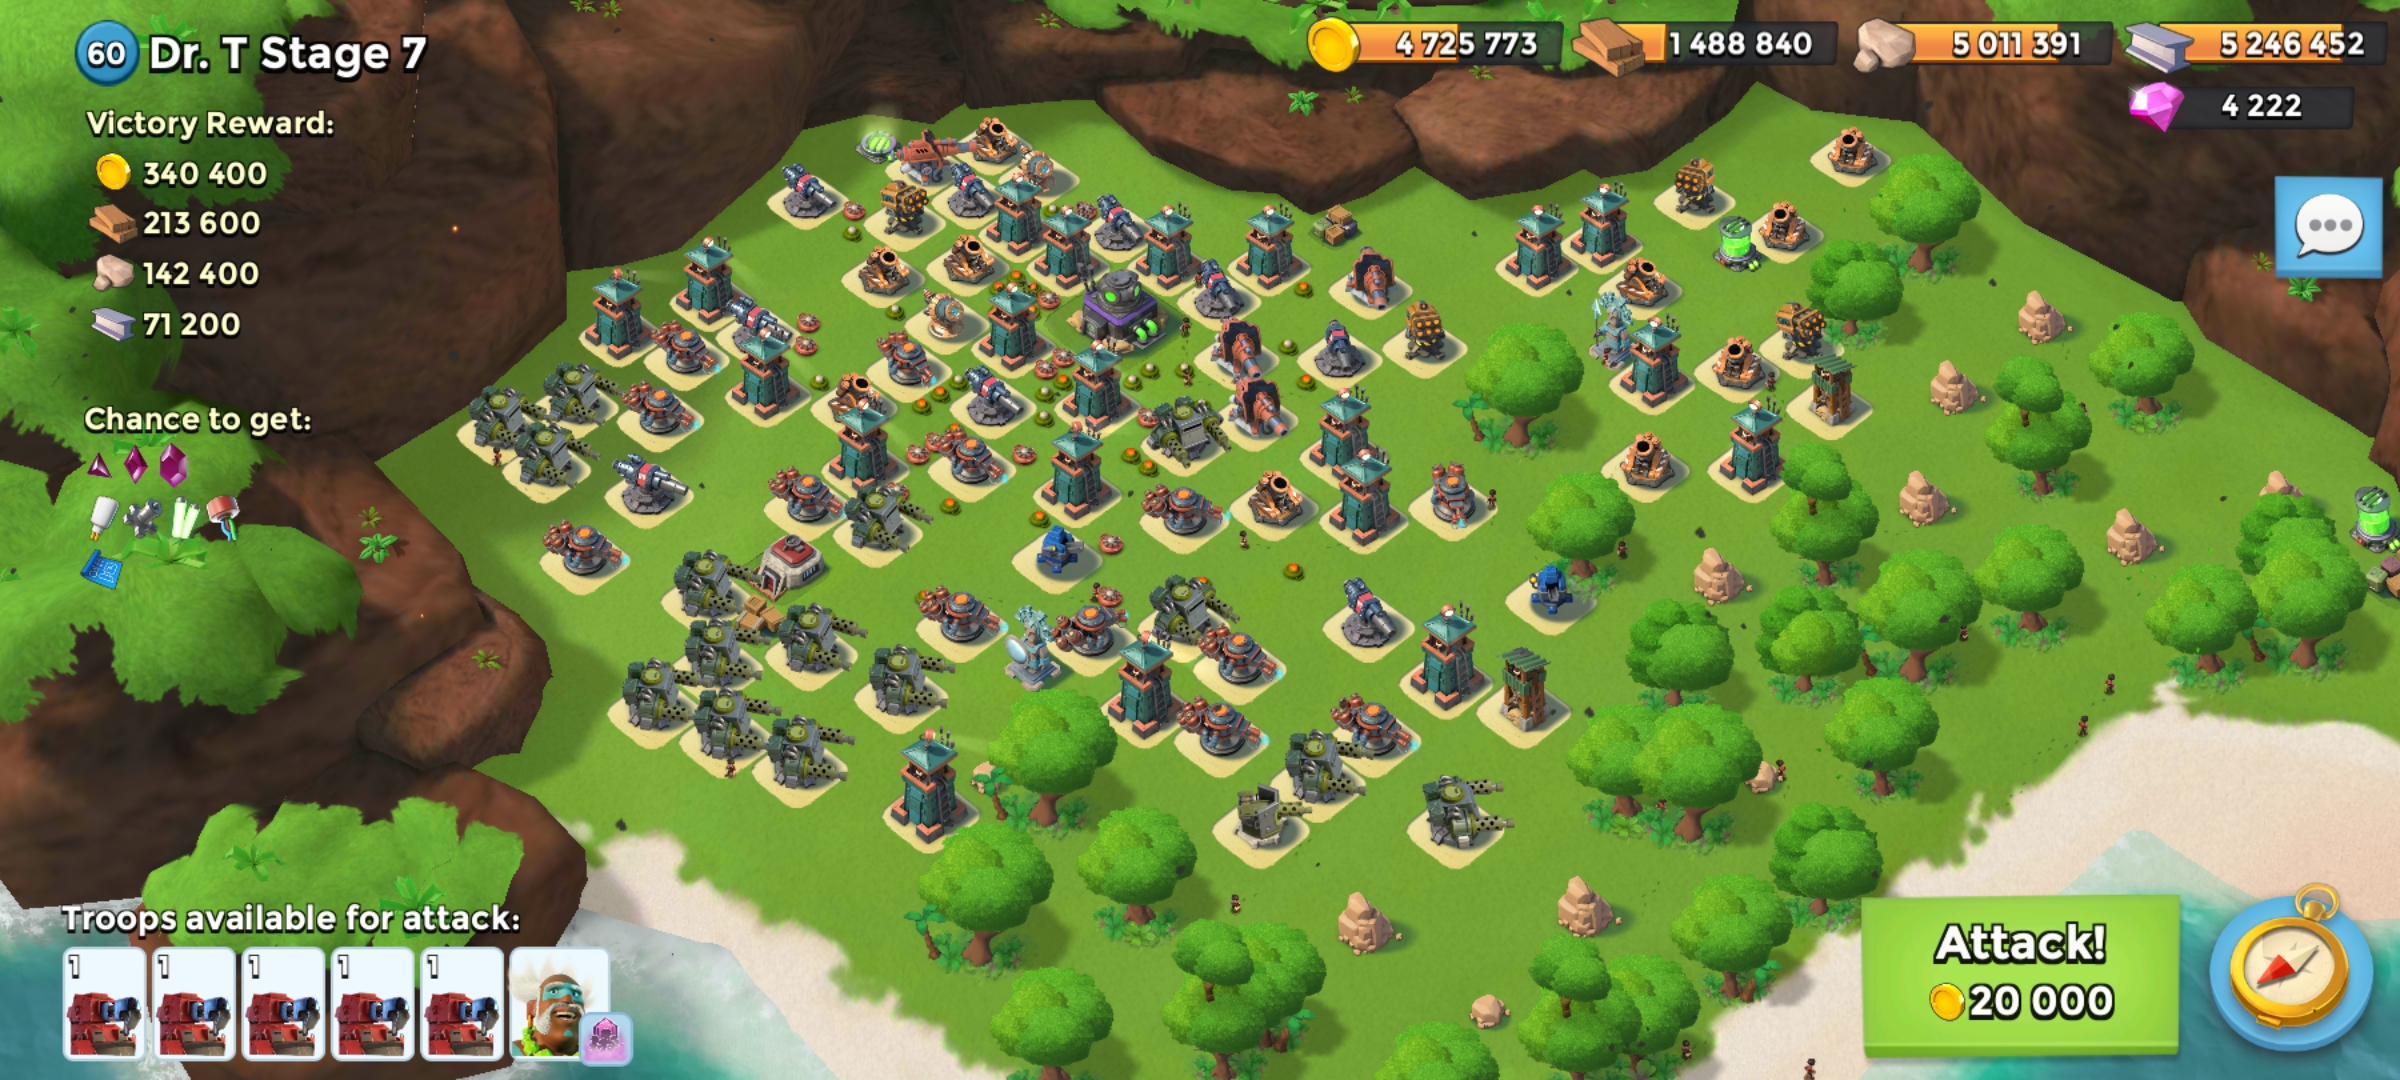 60 Dr. T Stage 7
4 725 773
1 488 840
5 011 391
5 246 452
4 222
Victory Reward:
340 400
213 600
142 400
71 200
Chance to get:
Troops available for attack:
1
1
1
1
1
Attack!
20 000